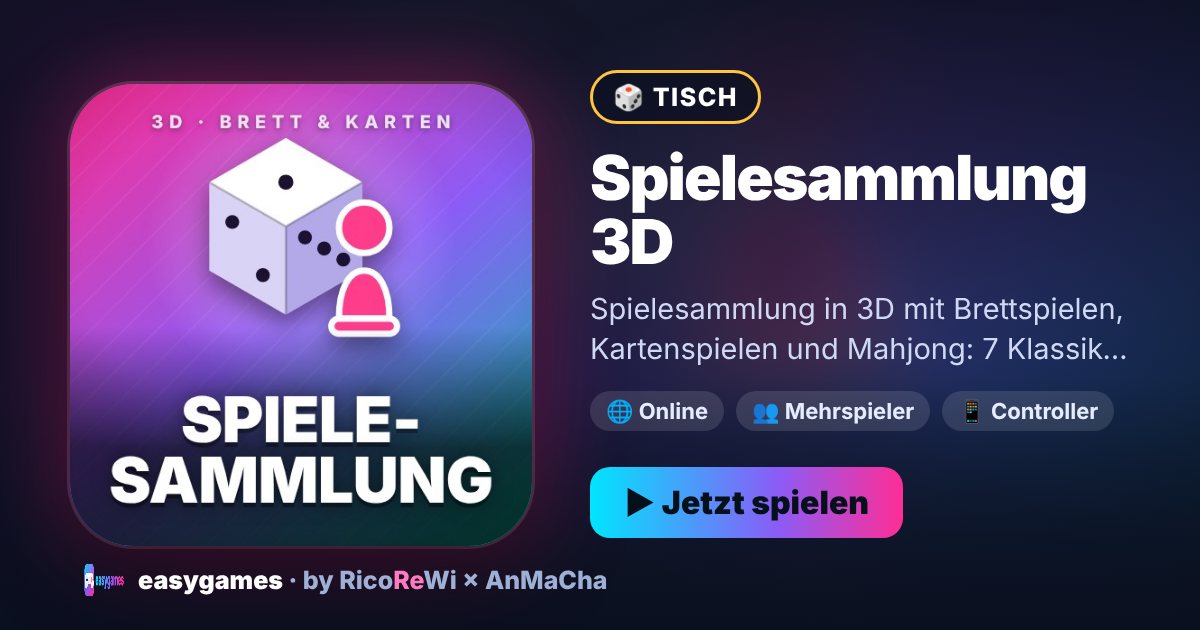 3D · BRETT & KARTEN
SPIELE-
SAMMLUNG
🎲 TISCH
Spielesammlung
3D
Spielesammlung in 3D mit Brettspielen,
Kartenspielen und Mahjong: 7 Klassik...
🌐 Online
👥 Mehrspieler
📱 Controller
▶ Jetzt spielen
easygames
easygames · by RicoReWi × AnMaCha